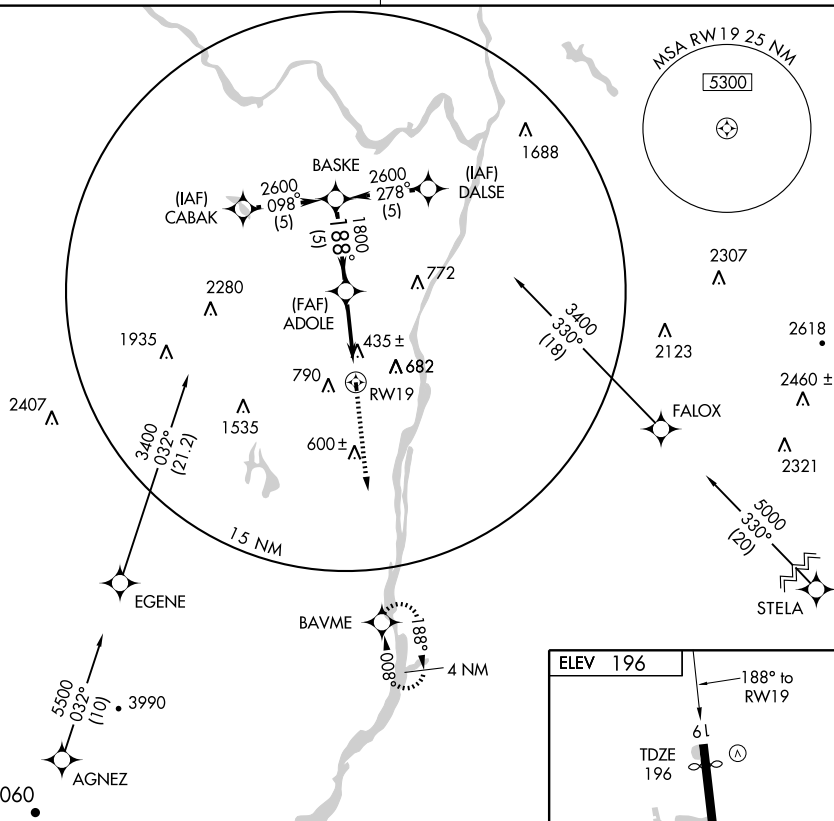 MSA RW19 25 NM
5300
1688
BASKE
(IAF)
CABAK
2600
098°
(5)
2600
278°
(5)
(IAF)
DALSE
1800
188°
(5)
2307
2280
772
(FAF)
ADOLE
3400
330°
(18)
1935
435 ±
2123
2618
682
790
RW19
2460 ±
2407
1535
FALOX
3400
032°
(21.2)
600 ±
2321
5000
330°
(20)
15 NM
EGENE
STELA
BAVME
188°
008°
4 NM
ELEV 196
188° to
RW19
5500
032°
(10)
3990
19
TDZE
196
AGNEZ
060